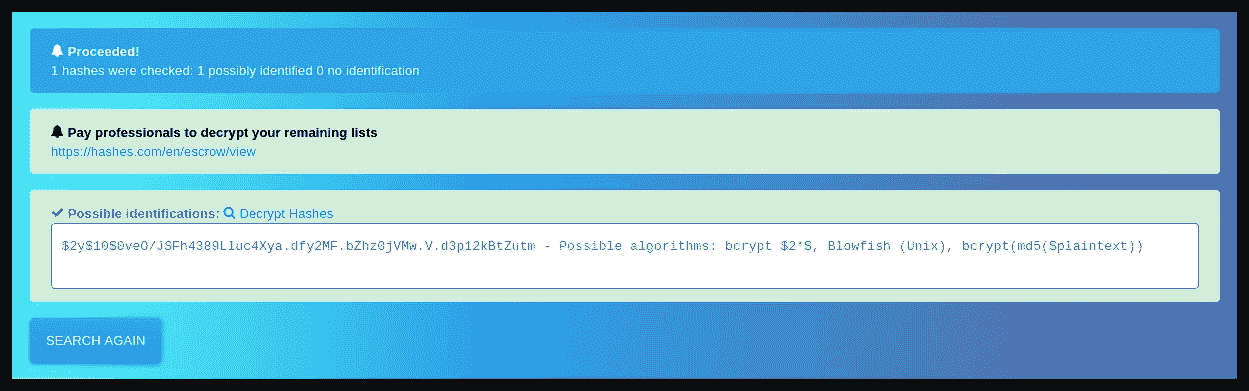 Proceeded!
1 hashes were checked: 1 possibly identified 0 no identification
Pay professionals to decrypt your remaining lists
https://hashes.com/en/escrow/view
Possible identifications: Decrypt Hashes
$2y$10$0veO/JSFh4389Lluc4Xya.dfy2MF.bZhz0jVMw.V.d3p12kBtZutm - Possible algorithms: bcrypt $2*$, Blowfish (Unix), bcrypt(md5($plaintext))
SEARCH AGAIN